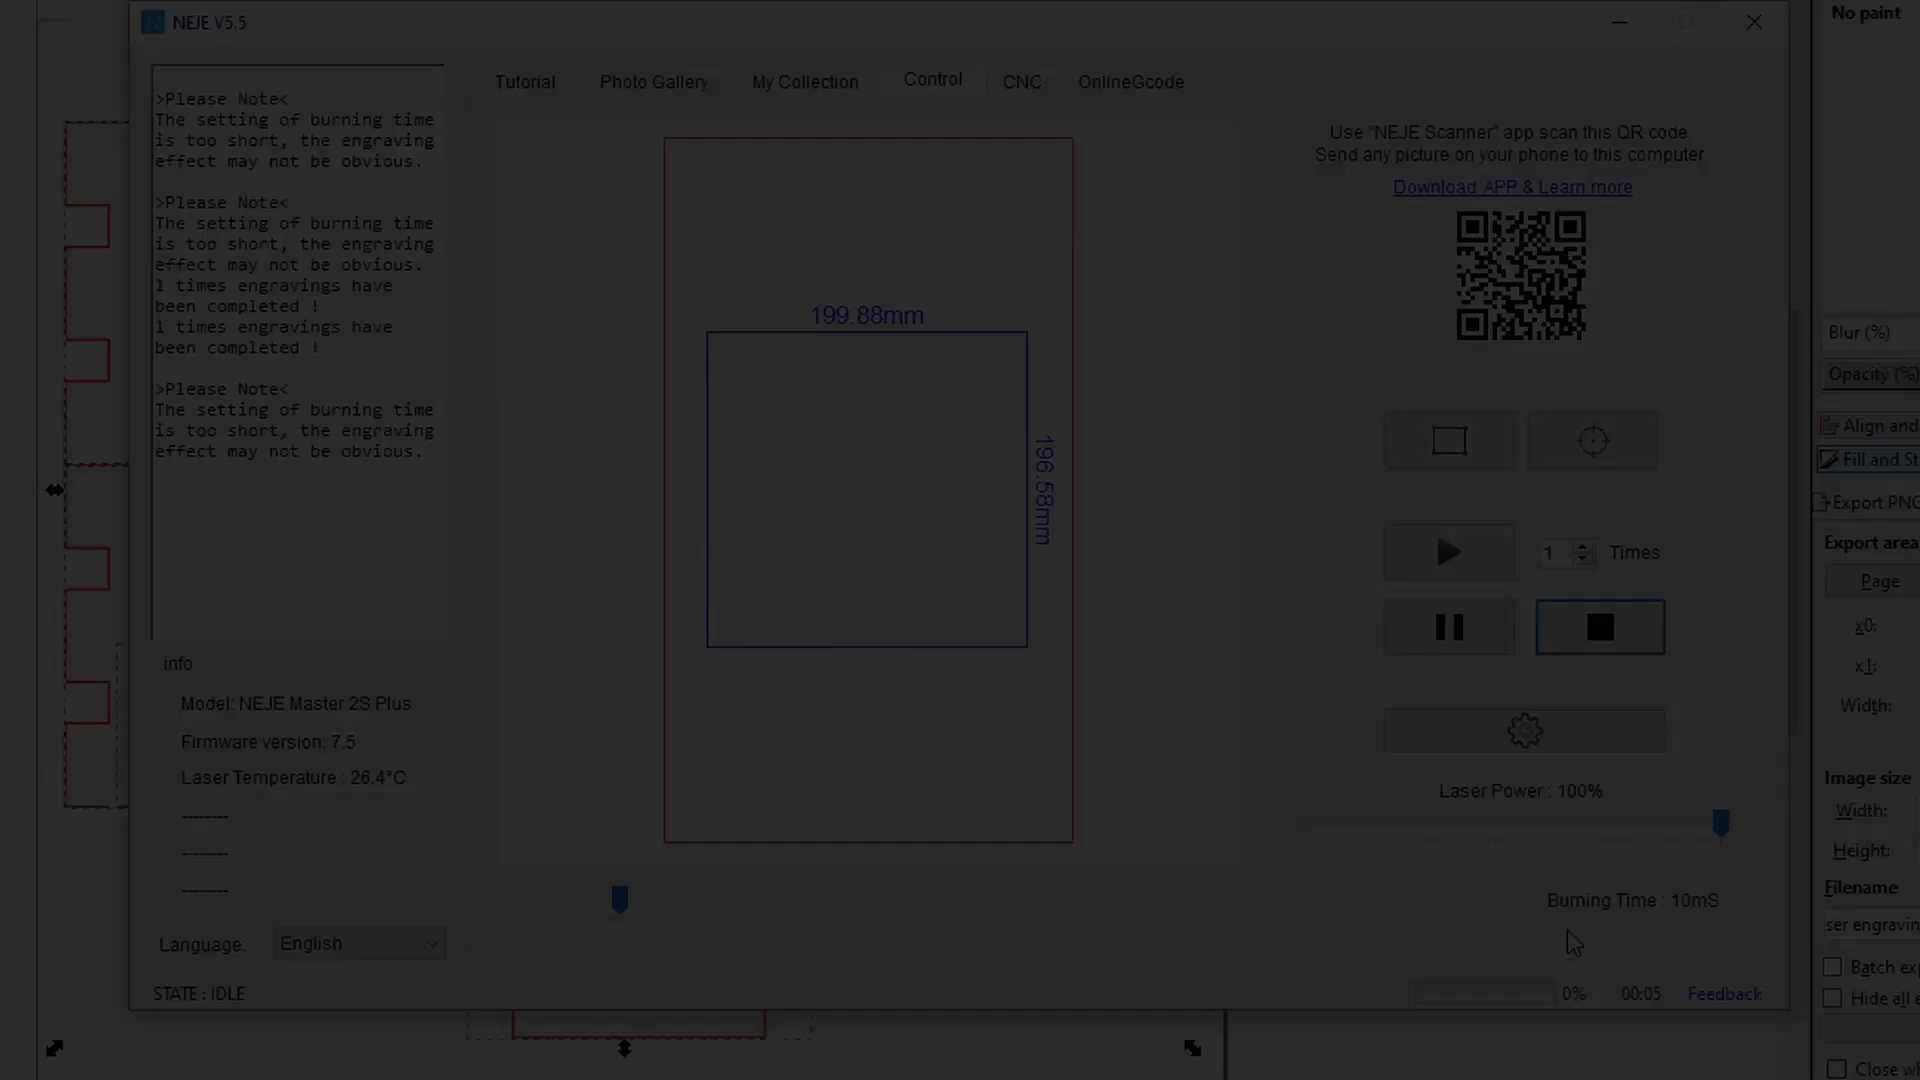 No paint
NEJE V5.5
Tutorial
Photo Gallery
My Collection
Control
CNC
OnlineGcode
>Please Note<
The setting of burning time
is too short, the engraving
effect may not be obvious.
>Please Note<
The setting of burning time
is too short, the engraving
effect may not be obvious.
1 times engravings have
been completed !
1 times engravings have
been completed !
>Please Note<
The setting of burning time
is too short, the engraving
effect may not be obvious.
info
Model: NEJE Master 2S Plus
Firmware version: 7.5
Laser Temperature : 26.4°C
--------
--------
--------
Language:
English
STATE : IDLE
199.88mm
196.58mm
Use "NEJE Scanner" app scan this QR code
Send any picture on your phone to this computer
Download APP & Learn more
1
Times
Laser Power : 100%
Burning Time : 10mS
0%
00:05
Feedback
Blur (%)
Opacity (%)
Align and
Fill and St
Export PNG
Export area
Page
x0:
x1:
Width:
Image size
Width:
Height:
Filename
ser engravin
Batch exp
Hide all e
Close wh